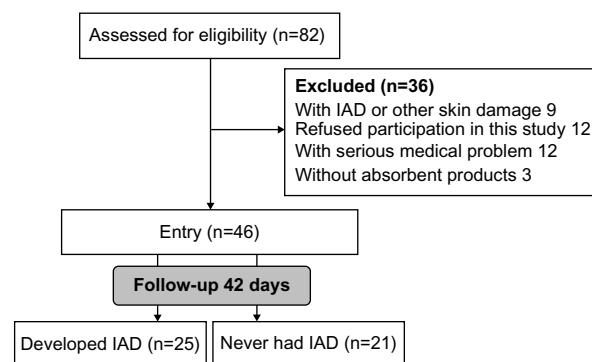 Assessed for eligibility (n=82)
Excluded (n=36)
With IAD or other skin damage 9
Refused participation in this study 12
With serious medical problem 12
Without absorbent products 3
Entry (n=46)
Follow-up 42 days
Developed IAD (n=25)
Never had IAD (n=21)